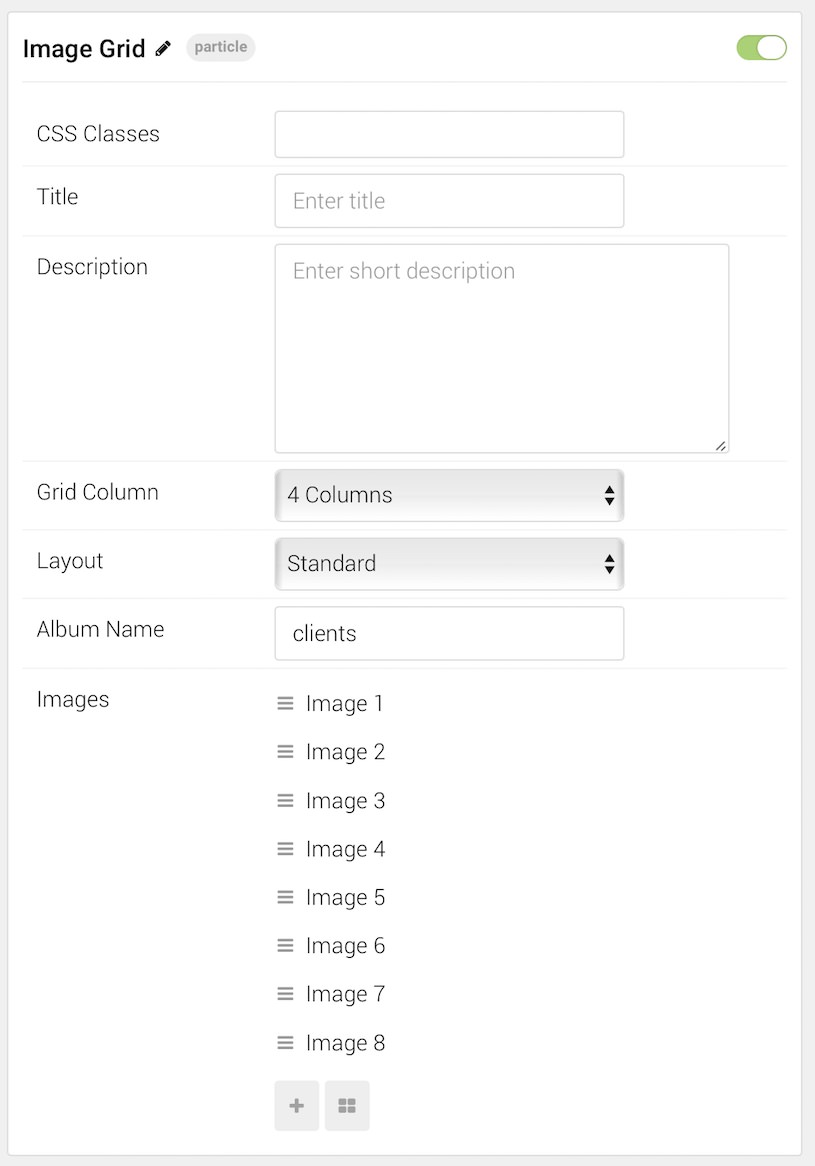 Image Grid particle
CSS Classes
Title Enter title
Description Enter short description
Grid Column 4 Columns
Layout Standard
Album Name clients
Images Image 1
Image 2
Image 3
Image 4
Image 5
Image 6
Image 7
Image 8